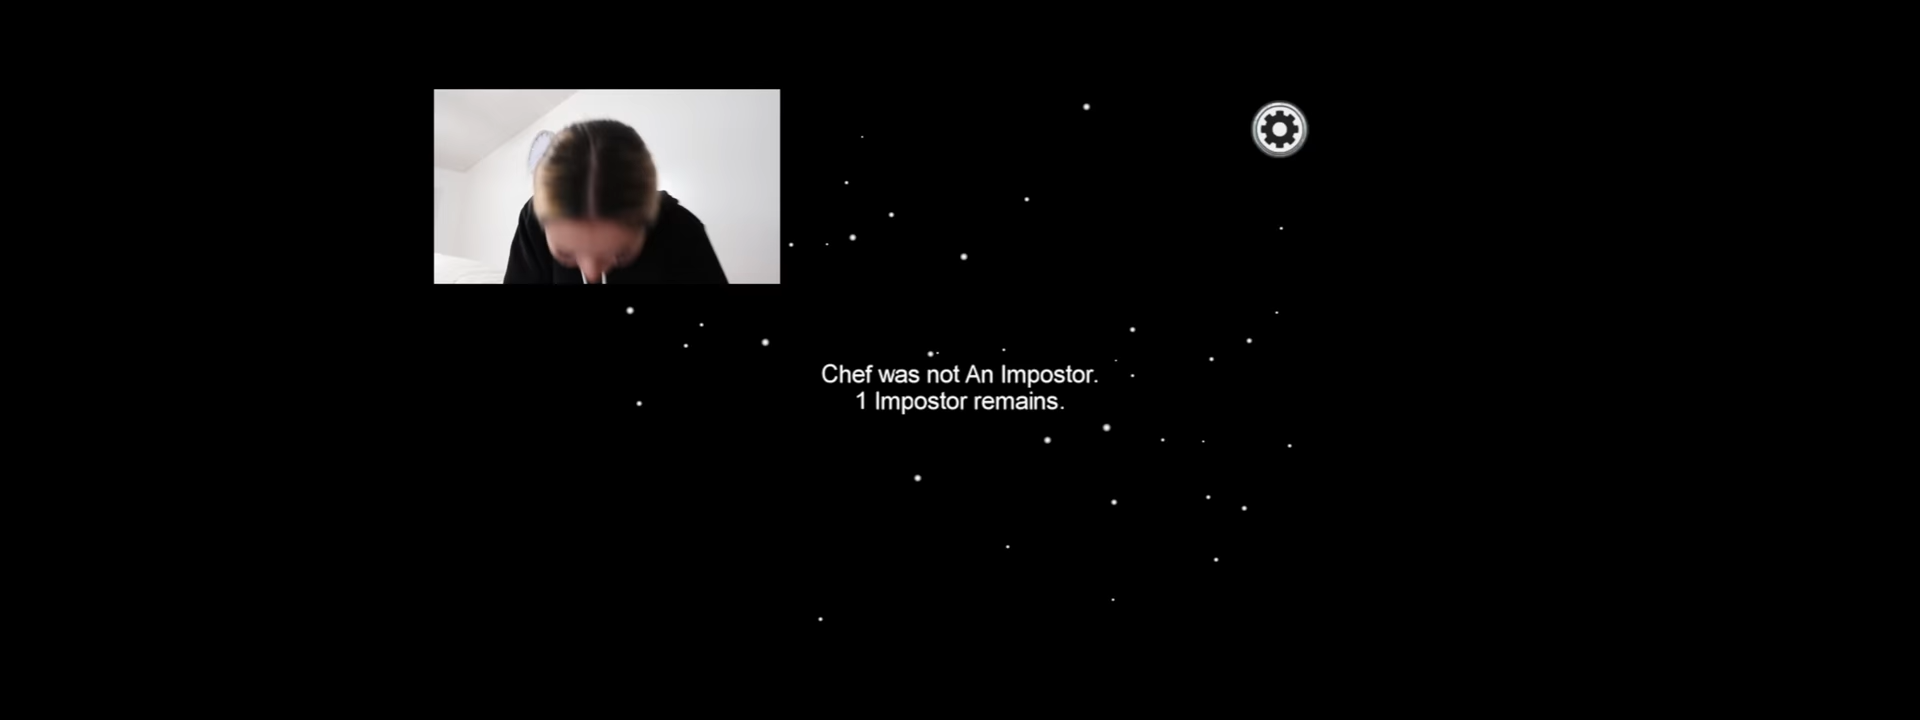 Chef was not An Impostor.
1 Impostor remains.